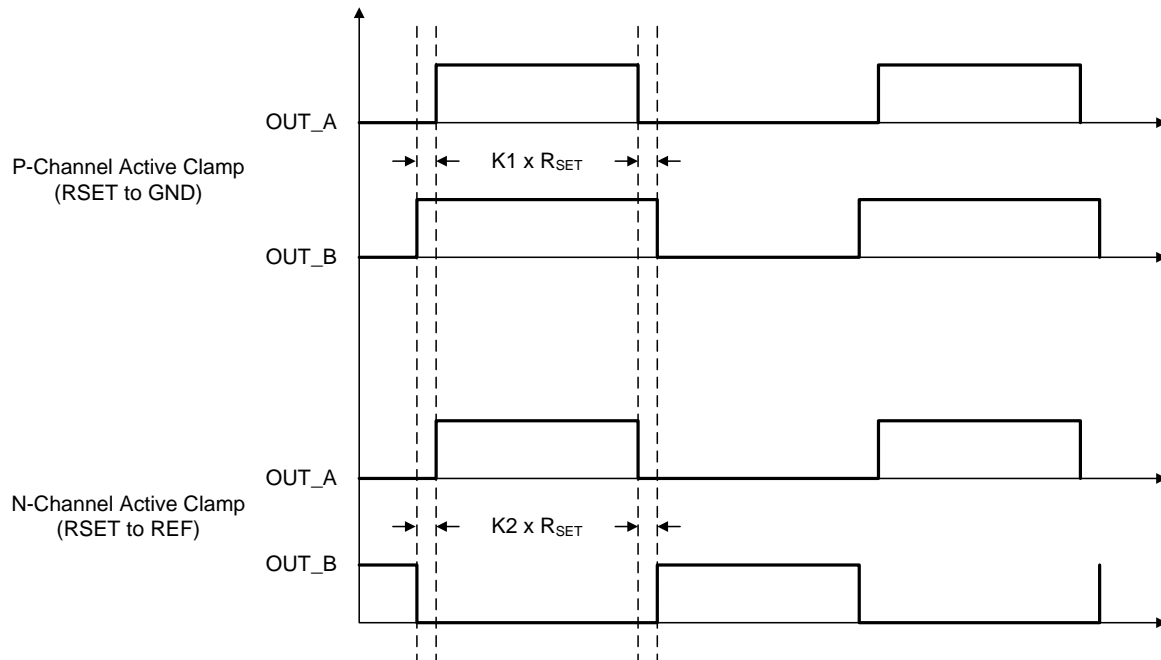 OUT_A
P-Channel Active Clamp
(RSET to GND)
K1 x RSET
OUT_B
OUT_A
N-Channel Active Clamp
(RSET to REF)
K2 x RSET
OUT_B